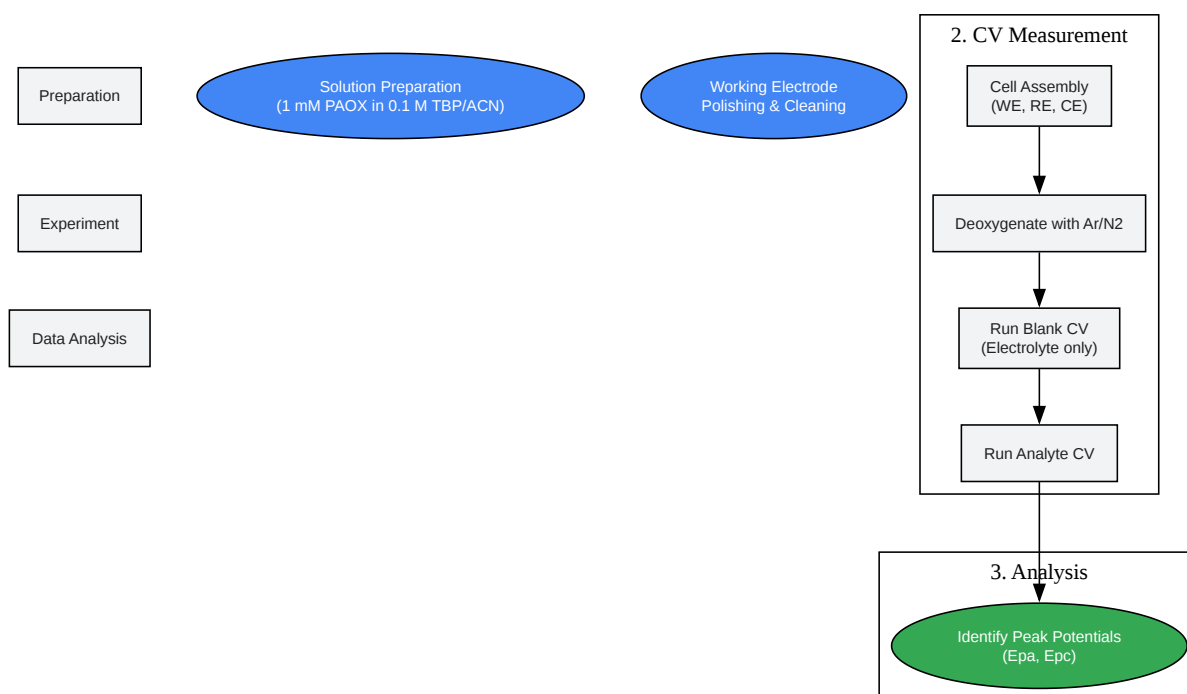 Preparation
Experiment
Data Analysis
Solution Preparation
(1 mM PAOX in 0.1 M TBP/ACN)
Working Electrode
Polishing & Cleaning
2. CV Measurement
Cell Assembly
(WE, RE, CE)
Deoxygenate with Ar/N2
Run Blank CV
(Electrolyte only)
Run Analyte CV
3. Analysis
Identify Peak Potentials
(Epa, Epc)